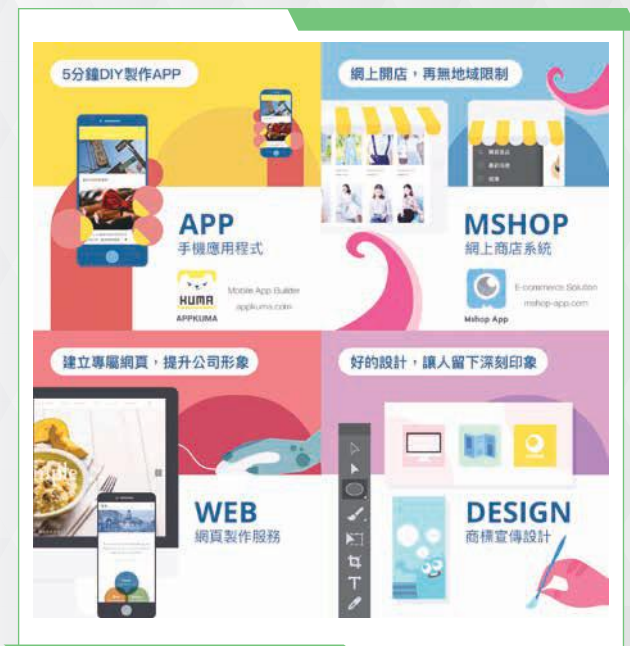 5分鐘DIY製作APP
網上開店，再無地域限制
APP
手機應用程式
KUMA
APPKUMA
Mobile App Builder
appkuma.com
MSHOP
網上商店系統
Mshop App
E-commerce Solution
mshop-app.com
建立專屬網頁，提升公司形象
好的設計，讓人留下深刻印象
WEB
網頁製作服務
DESIGN
商標宣傳設計
T